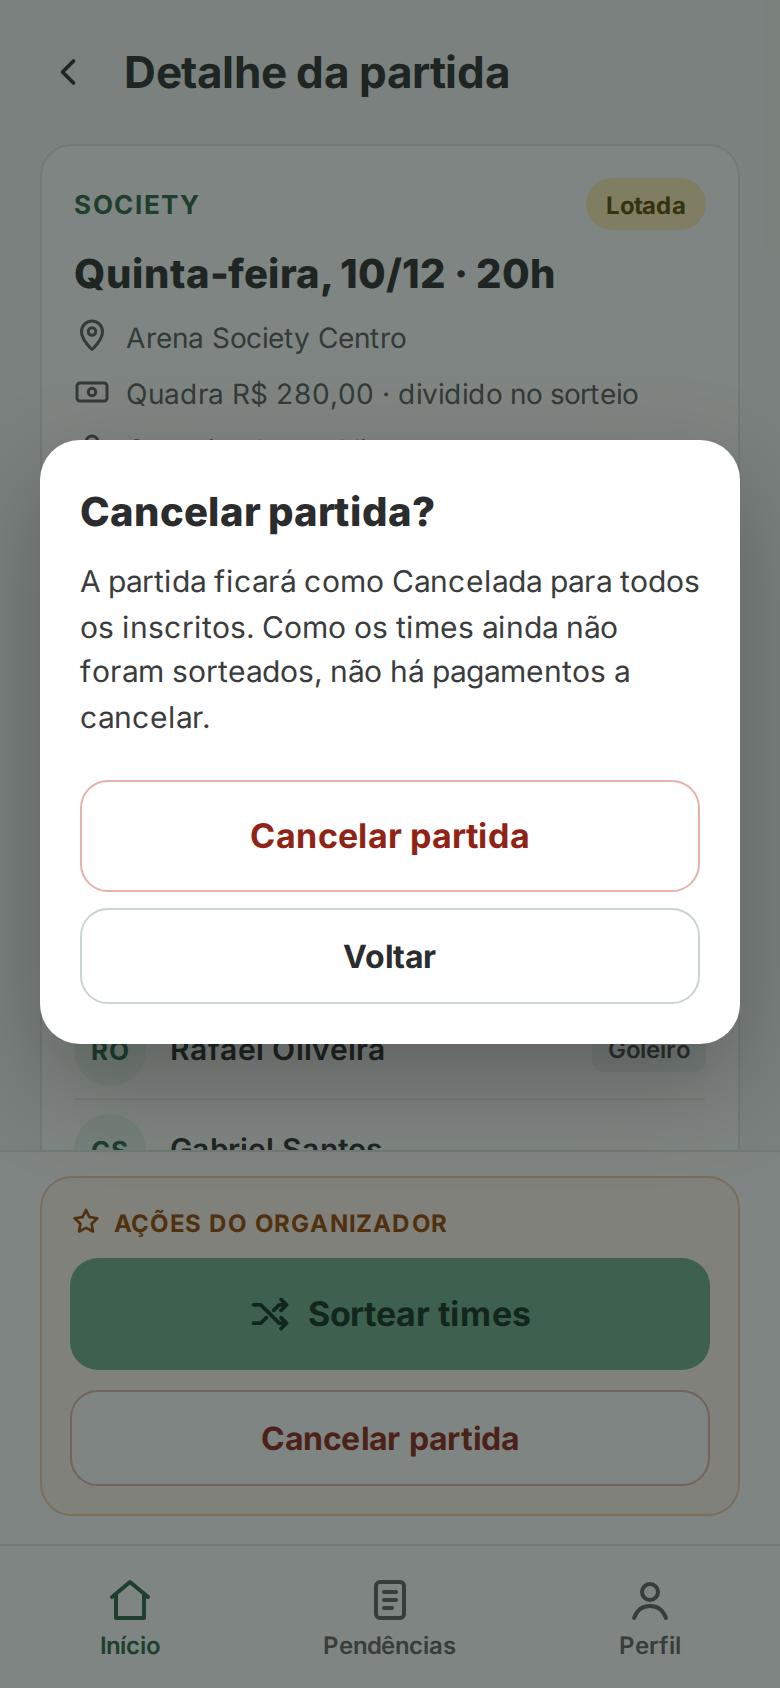 Detalhe da partida
SOCIETY
Lotada
Quinta-feira, 10/12 · 20h
Arena Society Centro
Quadra R$ 280,00 · dividido no sorteio
Cancelar partida?
A partida ficará como Cancelada para todos
os inscritos. Como os times ainda não
foram sorteados, não há pagamentos a
cancelar.
Cancelar partida
Voltar
RO
Rafael Oliveira
Goleiro
GS
Gabriel Santos
AÇÕES DO ORGANIZADOR
Sortear times
Cancelar partida
Início
Pendências
Perfil